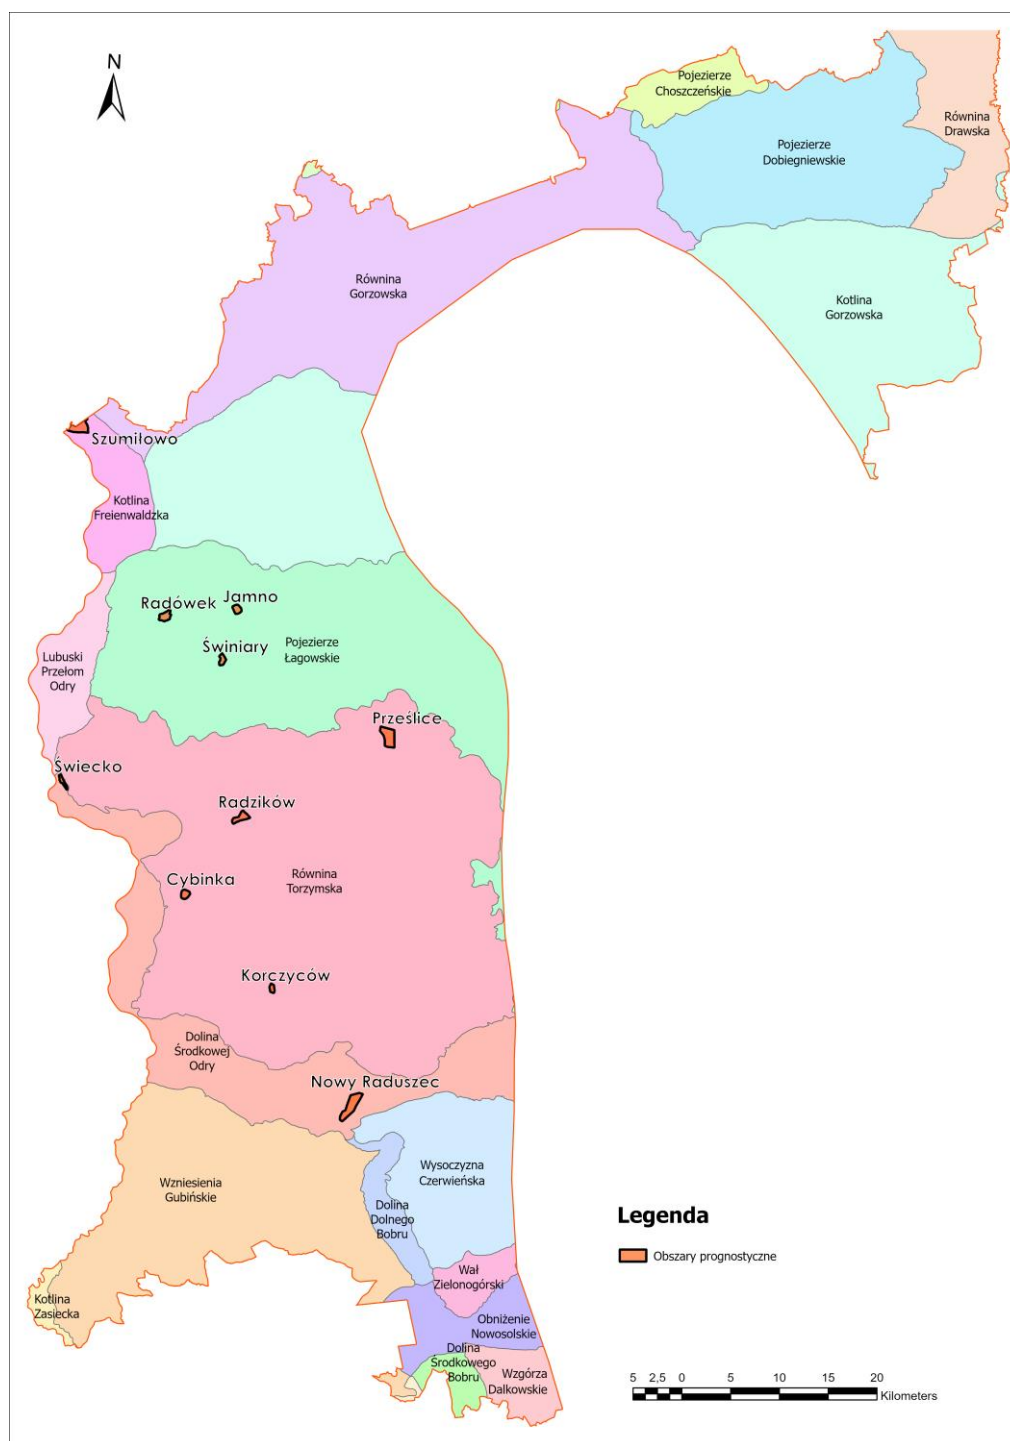 N
Pojezierze
Choszczeńskie
Równina
Drawska
Pojezierze
Dobiegniewskie
Równina
Gorzowska
Kotlina
Gorzowska
Szumiłowo
Kotlina
Freienwaldzka
Radówek
Jamno
Świniary
Pojezierze
Łagowskie
Lubuski
Przełom
Odry
Prześlice
Świecko
Radzików
Cybinka
Równina
Torzymska
Korczyców
Dolina
Środkowej
Odry
Nowy Raduszec
Wysoczyzna
Czerwieńska
Wzniesienia
Gubińskie
Dolina
Dolnego
Bobru
Legenda
Obszary prognostyczne
Wał
Zielonogórski
Kotlina
Zasiecka
Obniżenie
Nowosolskie
Dolina
Środkowego
Bobru
Wzgórza
Dalkowskie
5 2,5 0 5 10 15 20
Kilometers